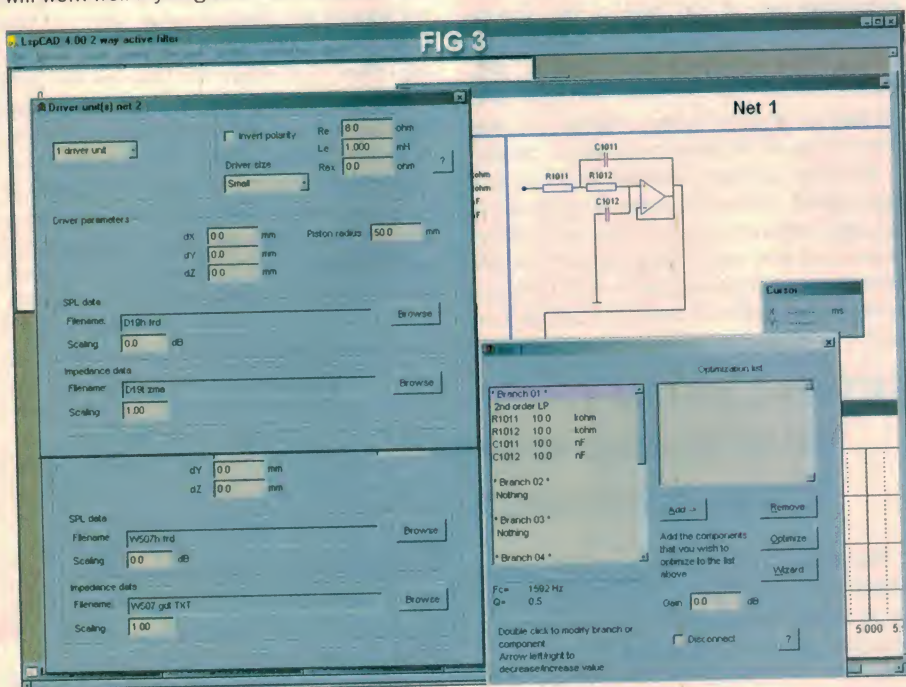 LspCAD 4.00 2 way active filter
FIG 3
Driver unit(s) net 2
1 driver unit
Invert polarity
Driver size
Small
Re 8.0 ohm
Le 1.000 mH
Rex 0.0 ohm
?
Driver parameters
dX 0.0 mm
dY 0.0 mm
dZ 0.0 mm
Piston radius 50.0 mm
SPL data
Filename: D19h.frd
Browse
Scaling 0.0 dB
Impedance data
Filename: D19t.zma
Browse
Scaling 1.00
dY 0.0 mm
dZ 0.0 mm
SPL data
Filename W507h.frd
Browse
Scaling 0.0 dB
Impedance data
Filename: W507 gdt.TXT
Browse
Scaling: 1.00
Net 1
C1011
R1011 R1012
C1012
Cursor
X: ms
Y:
* Branch 01 *
2nd order LP
R1011 10.0 kohm
R1012 10.0 kohm
C1011 10.0 nF
C1012 10.0 nF
* Branch 02 *
Nothing
* Branch 03 *
Nothing
* Branch 04 *
Fc= 1592 Hz
Q= 0.5
Double click to modify branch or
component
Arrow left/right to
decrease/increase value
Optimization list
Add ->
Remove
Add the components
that you wish to
optimize to the list
above
Optimize
Wizard
Gain 0.0 dB
Disconnect
?
5.000